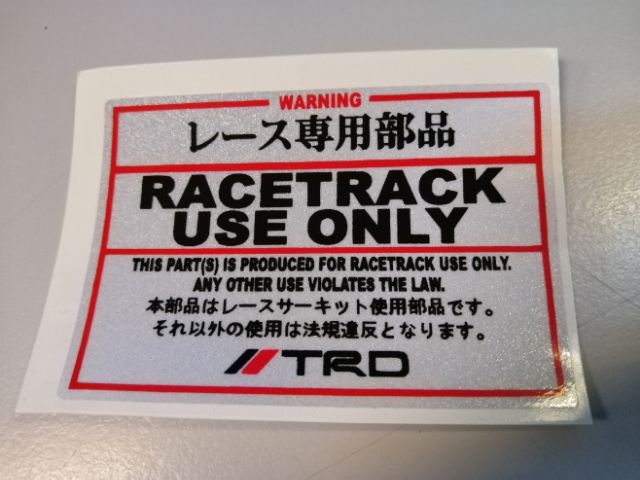 WARNING
レース専用部品
RACETRACK
USE ONLY
THIS PART(S) IS PRODUCED FOR RACETRACK USE ONLY.
ANY OTHER USE VIOLATES THE LAW.
本部品はレースサーキット使用部品です。
それ以外の使用は法規違反となります。
TRD